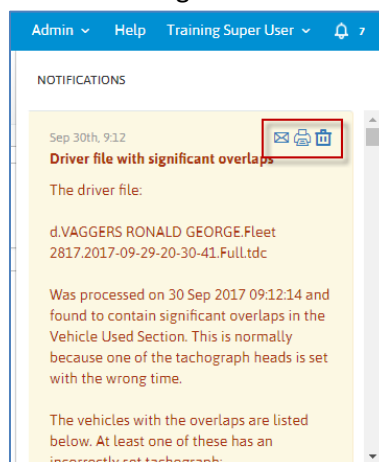 Admin Help Training Super User 7
NOTIFICATIONS
Sep 30th, 9:12
Driver file with significant overlaps
The driver file:
d.VAGGERS RONALD GEORGE.Fleet
2817.2017-09-29-20-30-41.Full.tdc
Was processed on 30 Sep 2017 09:12:14 and
found to contain significant overlaps in the
Vehicle Used Section. This is normally
because one of the tachograph heads is set
with the wrong time.
The vehicles with the overlaps are listed
below. At least one of these has an
incorrectly set tachograph: